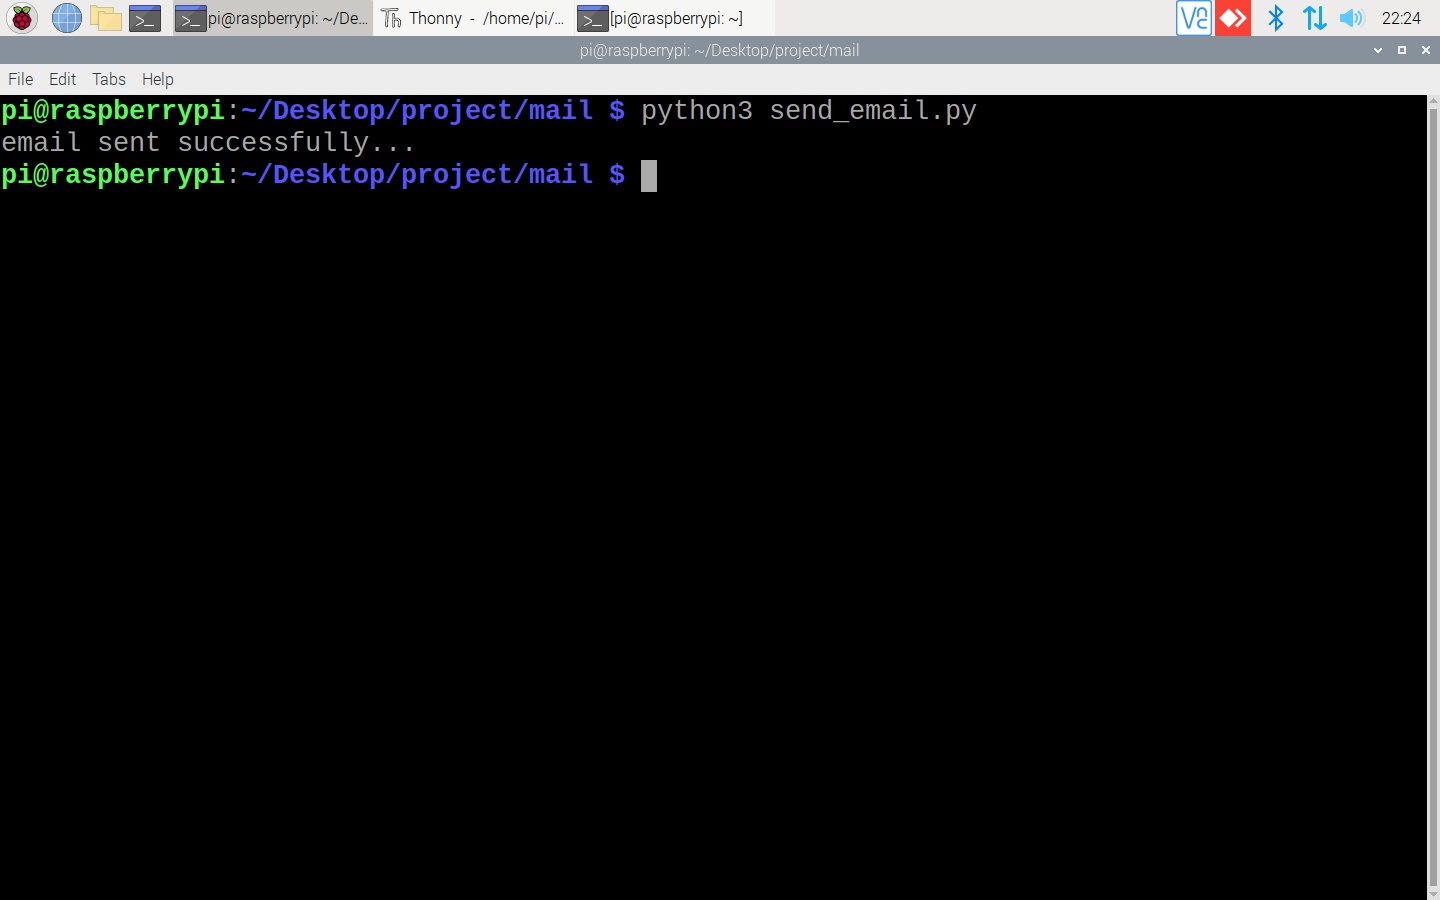 pi@raspberrypi: ~/De... Thonny - /home/pi/... [pi@raspberrypi: ~] 22:24
pi@raspberrypi: ~/Desktop/project/mail
File Edit Tabs Help
pi@raspberrypi:~/Desktop/project/mail $ python3 send_email.py
email sent successfully...
pi@raspberrypi:~/Desktop/project/mail $